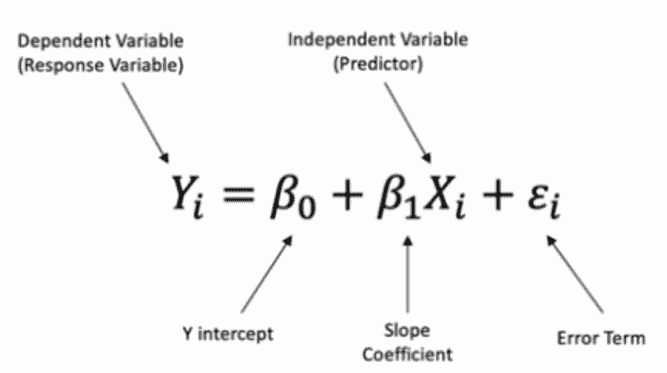 Dependent Variable
(Response Variable)
Independent Variable
(Predictor)
Yᵢ = β₀ + β₁Xᵢ + εᵢ
Y intercept
Slope
Coefficient
Error Term